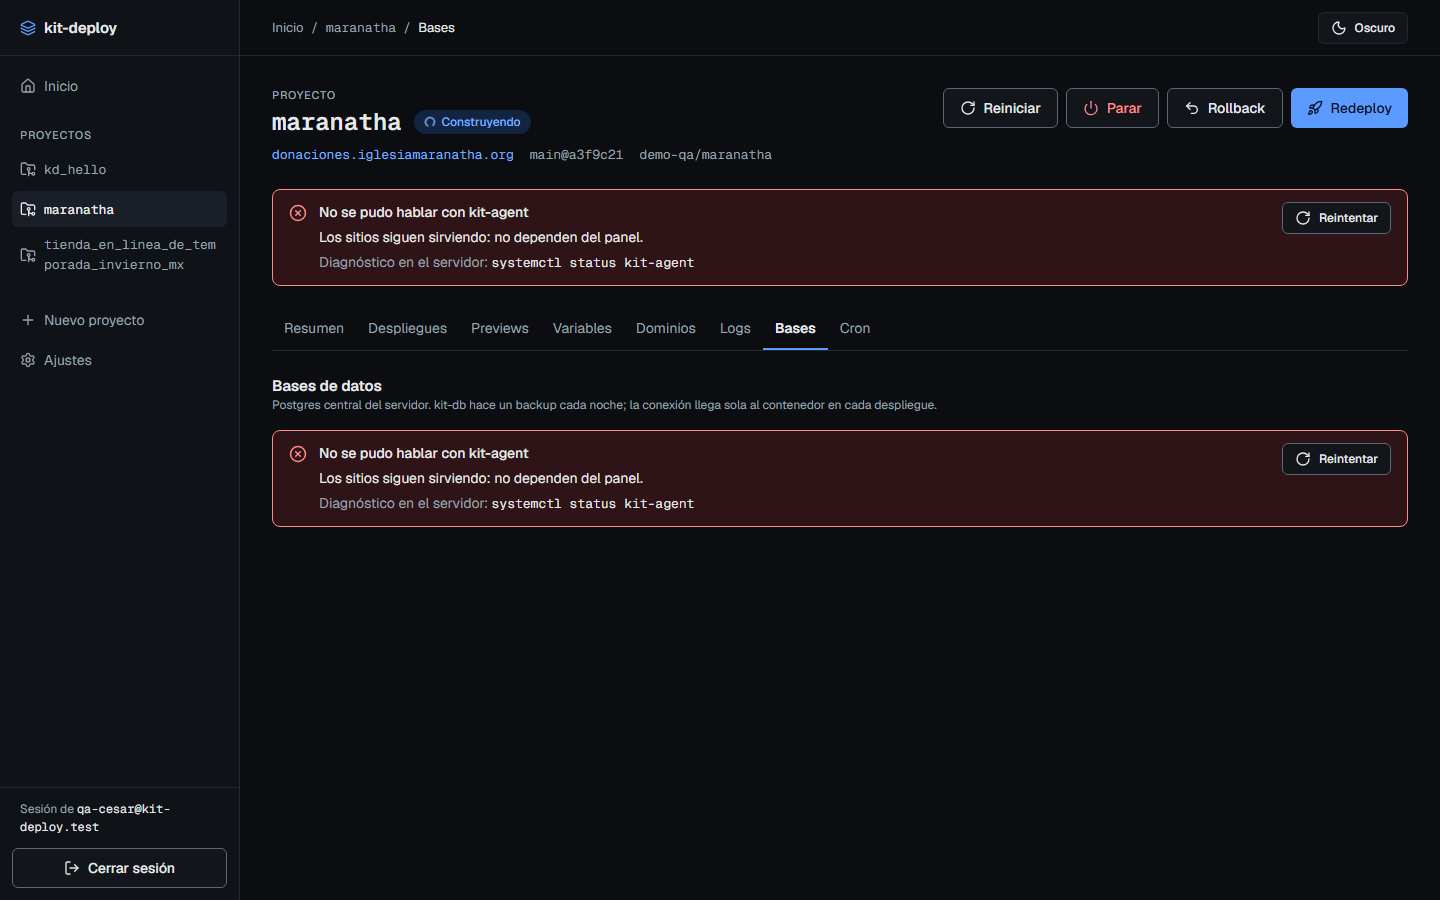 kit-deploy
Inicio / maranatha / Bases
Oscuro
Inicio
PROYECTOS
kd_hello
maranatha
tienda_en_linea_de_tem
porada_invierno_mx
Nuevo proyecto
Ajustes
Sesión de qa-cesar@kit-
deploy.test
Cerrar sesión
PROYECTO
maranatha
Construyendo
Reiniciar
Parar
Rollback
Redeploy
donaciones.iglesiamaranatha.org main@a3f9c21 demo-qa/maranatha
No se pudo hablar con kit-agent
Los sitios siguen sirviendo: no dependen del panel.
Diagnóstico en el servidor: systemctl status kit-agent
Reintentar
Resumen Despliegues Previews Variables Dominios Logs Bases Cron
Bases de datos
Postgres central del servidor. kit-db hace un backup cada noche; la conexión llega sola al contenedor en cada despliegue.
No se pudo hablar con kit-agent
Los sitios siguen sirviendo: no dependen del panel.
Diagnóstico en el servidor: systemctl status kit-agent
Reintentar